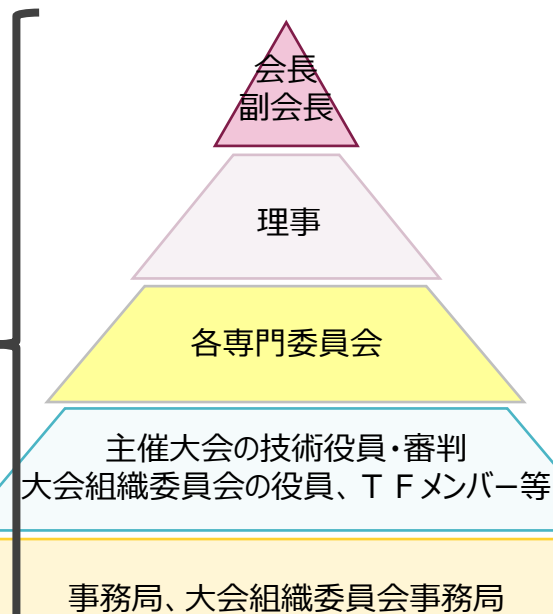 会長
副会長
理事
各専門委員会
主催大会の技術役員・審判
大会組織委員会の役員、ＴＦメンバー等
事務局、大会組織委員会事務局